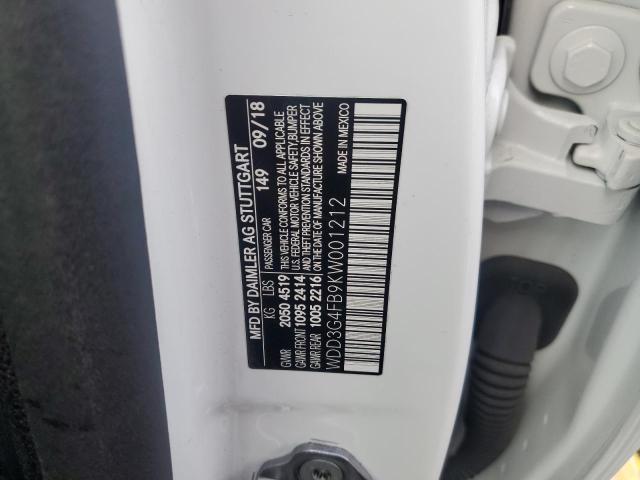 MFD BY DAIMLER AG STUTTGART
PASSENGER CAR 149 09/18
KG LBS
GVWR 2050 4519
GAWR FRONT 1095 2414
GAWR REAR 1005 2216
THIS VEHICLE CONFORMS TO ALL APPLICABLE
U.S. FEDERAL MOTOR VEHICLE SAFETY, BUMPER
AND THEFT PREVENTION STANDARDS IN EFFECT
ON THE DATE OF MANUFACTURE SHOWN ABOVE
MADE IN MEXICO
WDD3G4FB9KW001212